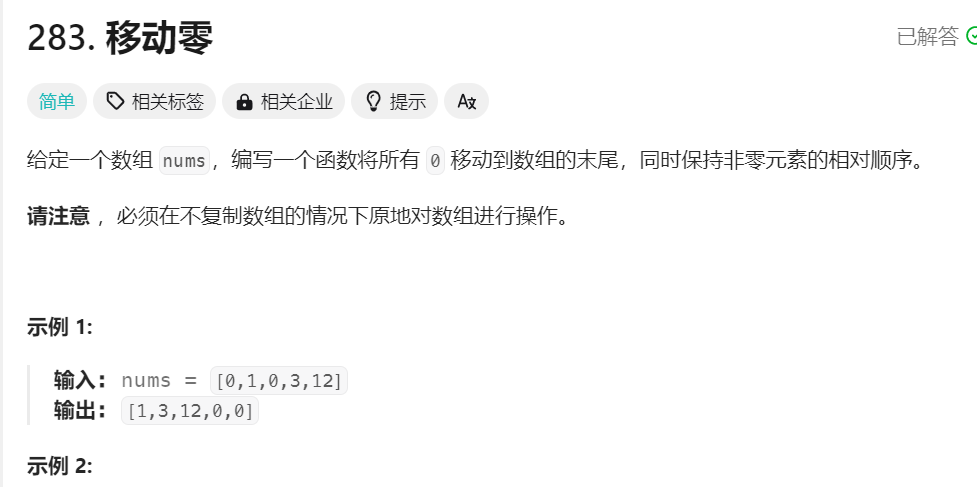 283. 移动零
已解答
简单 相关标签 相关企业 提示 Aあ
给定一个数组 nums，编写一个函数将所有 0 移动到数组的末尾，同时保持非零元素的相对顺序。
请注意 ，必须在不复制数组的情况下原地对数组进行操作。
示例 1:
输入: nums = [0,1,0,3,12]
输出: [1,3,12,0,0]
示例 2: